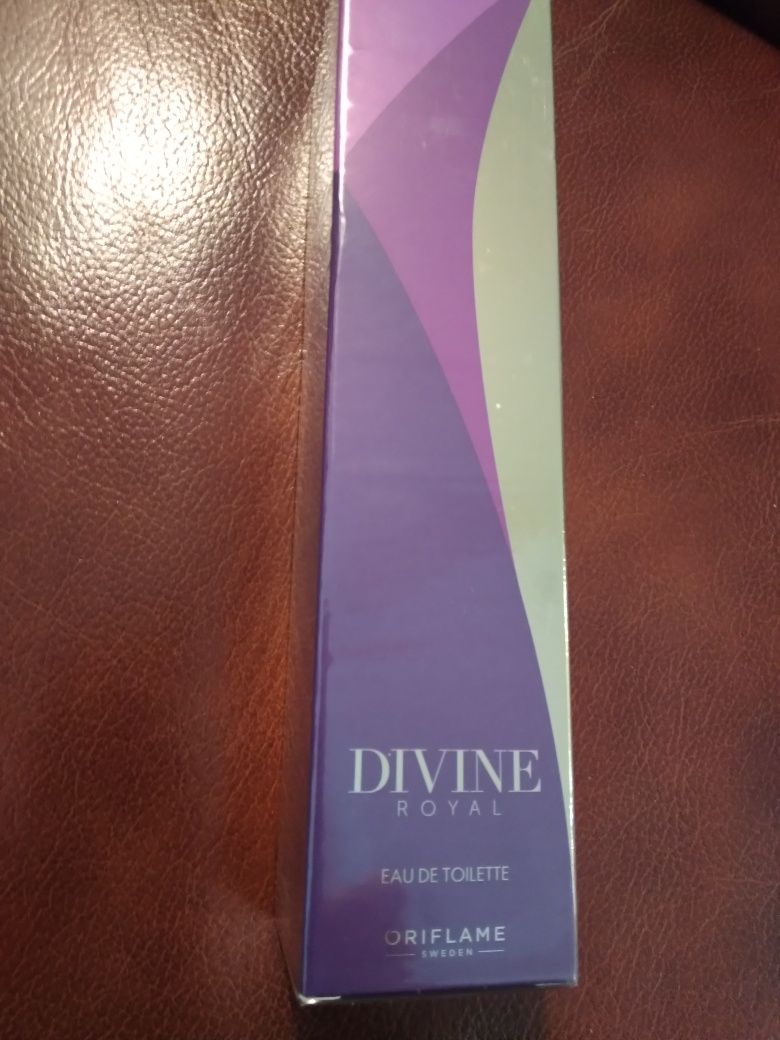 DIVINE
ROYAL
EAU DE TOILETTE
ORIFLAME
SWEDEN